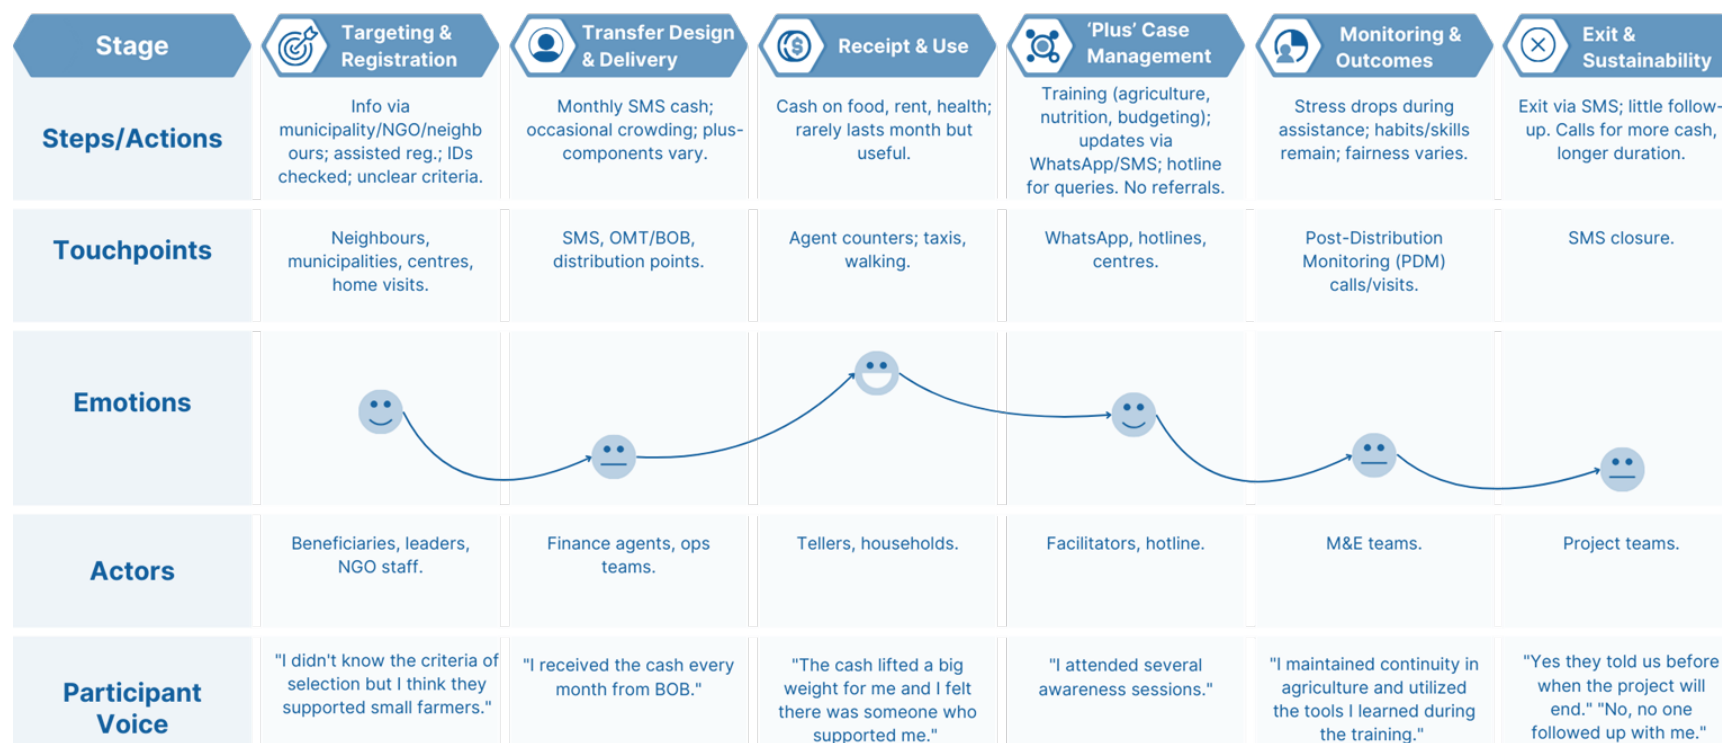 Stage
Targeting &
Registration
Transfer Design
& Delivery
Receipt & Use
‘Plus’ Case
Management
Monitoring &
Outcomes
Exit &
Sustainability
Steps/Actions
Info via
municipality/NGO/neighb
ours; assisted reg.; IDs
checked; unclear criteria.
Monthly SMS cash;
occasional crowding; plus-
components vary.
Cash on food, rent, health;
rarely lasts month but
useful.
Training (agriculture,
nutrition, budgeting);
updates via
WhatsApp/SMS; hotline
for queries. No referrals.
Stress drops during
assistance; habits/skills
remain; fairness varies.
Exit via SMS; little follow-
up. Calls for more cash,
longer duration.
Touchpoints
Neighbours,
municipalities, centres,
home visits.
SMS, OMT/BOB,
distribution points.
Agent counters; taxis,
walking.
WhatsApp, hotlines,
centres.
Post-Distribution
Monitoring (PDM)
calls/visits.
SMS closure.
Emotions
Actors
Beneficiaries, leaders,
NGO staff.
Finance agents, ops
teams.
Tellers, households.
Facilitators, hotline.
M&E teams.
Project teams.
Participant
Voice
"I didn't know the criteria of
selection but I think they
supported small farmers."
"I received the cash every
month from BOB."
"The cash lifted a big
weight for me and I felt
there was someone who
supported me."
"I attended several
awareness sessions."
"I maintained continuity in
agriculture and utilized
the tools I learned during
the training."
"Yes they told us before
when the project will
end." "No, no one
followed up with me."